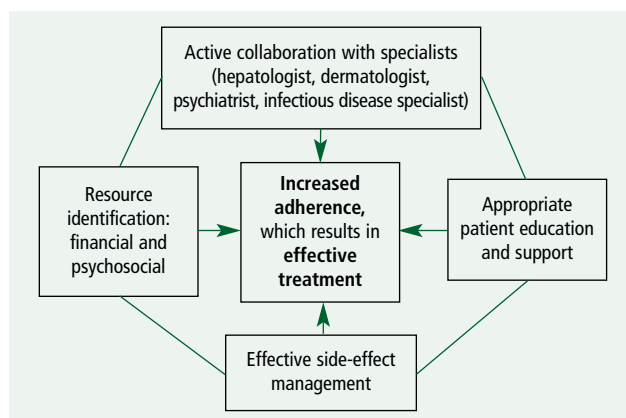 Active collaboration with specialists
(hepatologist, dermatologist,
psychiatrist, infectious disease specialist)
Resource
identification:
financial and
psychosocial
Increased
adherence,
which results in
effective
treatment
Appropriate
patient education
and support
Effective side-effect
management